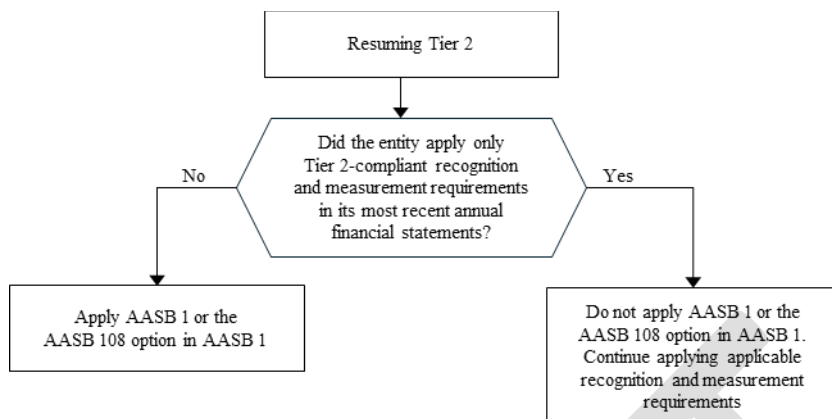 Resuming Tier 2
Did the entity apply only
Tier 2-compliant recognition
and measurement requirements
in its most recent annual
financial statements?
No
Yes
Apply AASB 1 or the
AASB 108 option in AASB 1
Do not apply AASB 1 or the
AASB 108 option in AASB 1.
Continue applying applicable
recognition and measurement
requirements